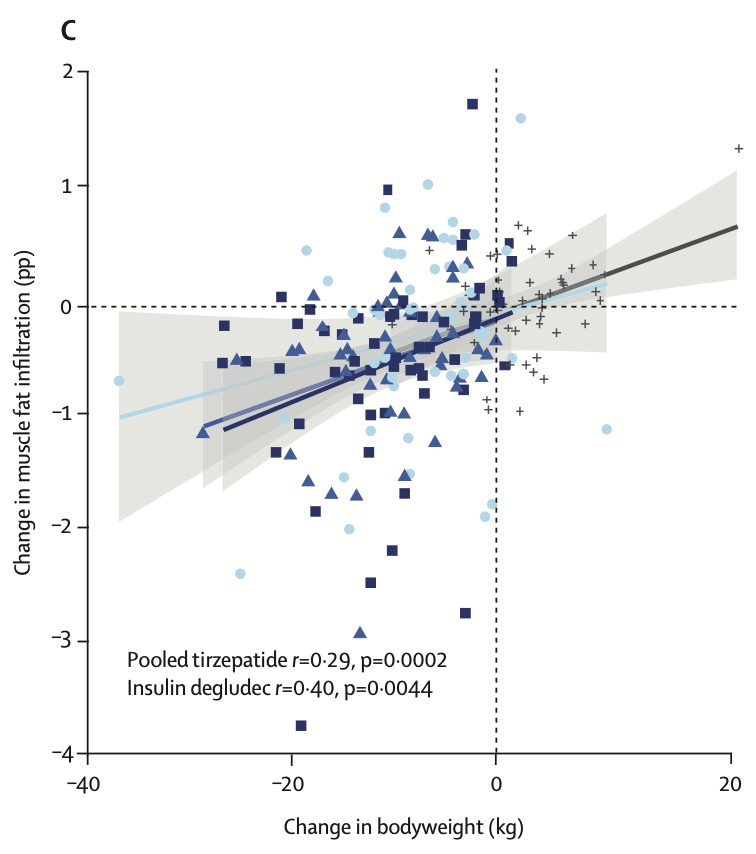 C
2
1
0
−1
−2
−3
−4
Change in muscle fat infiltration (pp)
Pooled tirzepatide r=0·29, p=0·0002
Insulin degludec r=0·40, p=0·0044
−40
−20
0
20
Change in bodyweight (kg)